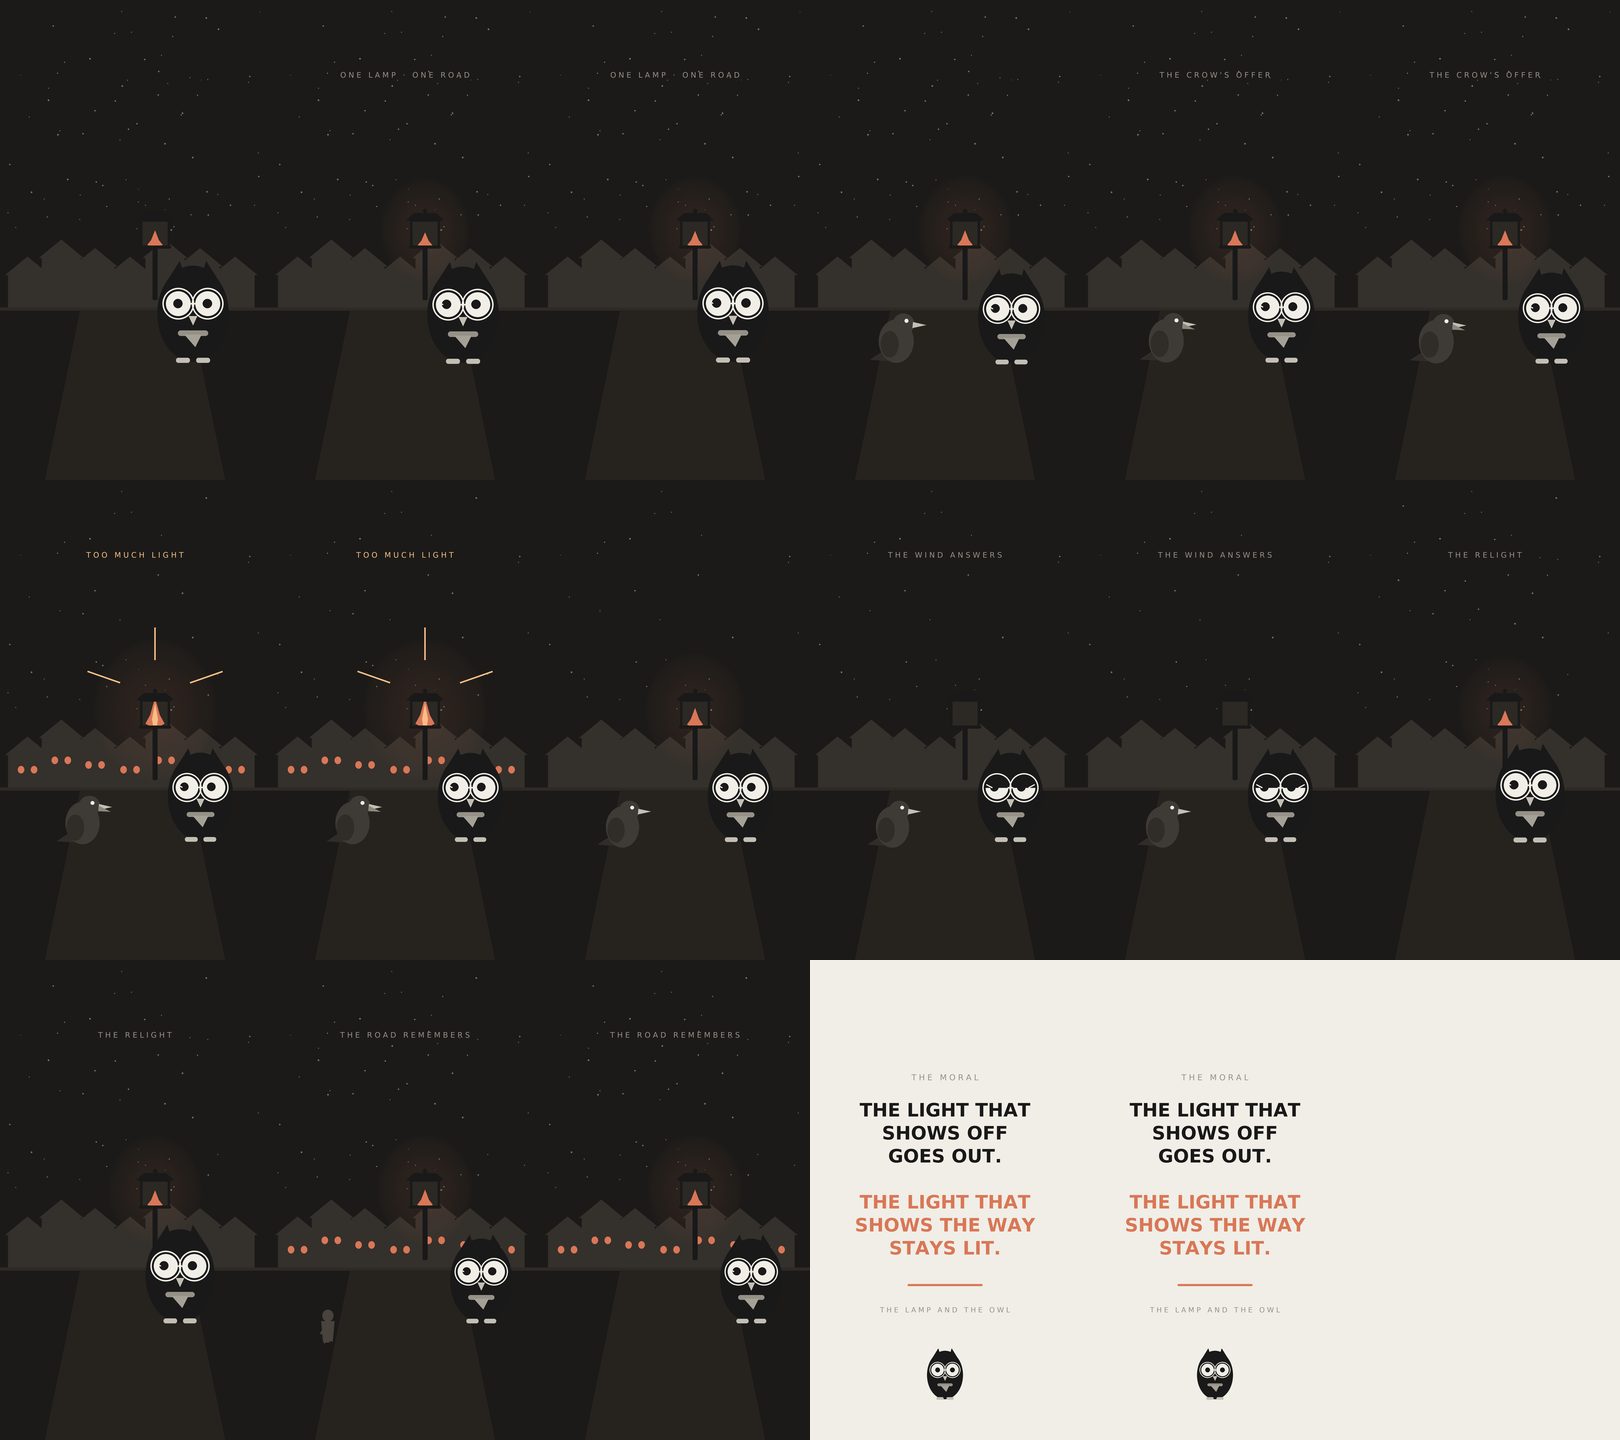 ONE LAMP · ONE ROAD
ONE LAMP · ONE ROAD
THE CROW'S OFFER
THE CROW'S OFFER
TOO MUCH LIGHT
TOO MUCH LIGHT
THE WIND ANSWERS
THE WIND ANSWERS
THE RELIGHT
THE RELIGHT
THE ROAD REMEMBERS
THE ROAD REMEMBERS
THE MORAL
THE LIGHT THAT
SHOWS OFF
GOES OUT.
THE LIGHT THAT
SHOWS THE WAY
STAYS LIT.
THE LAMP AND THE OWL
THE MORAL
THE LIGHT THAT
SHOWS OFF
GOES OUT.
THE LIGHT THAT
SHOWS THE WAY
STAYS LIT.
THE LAMP AND THE OWL